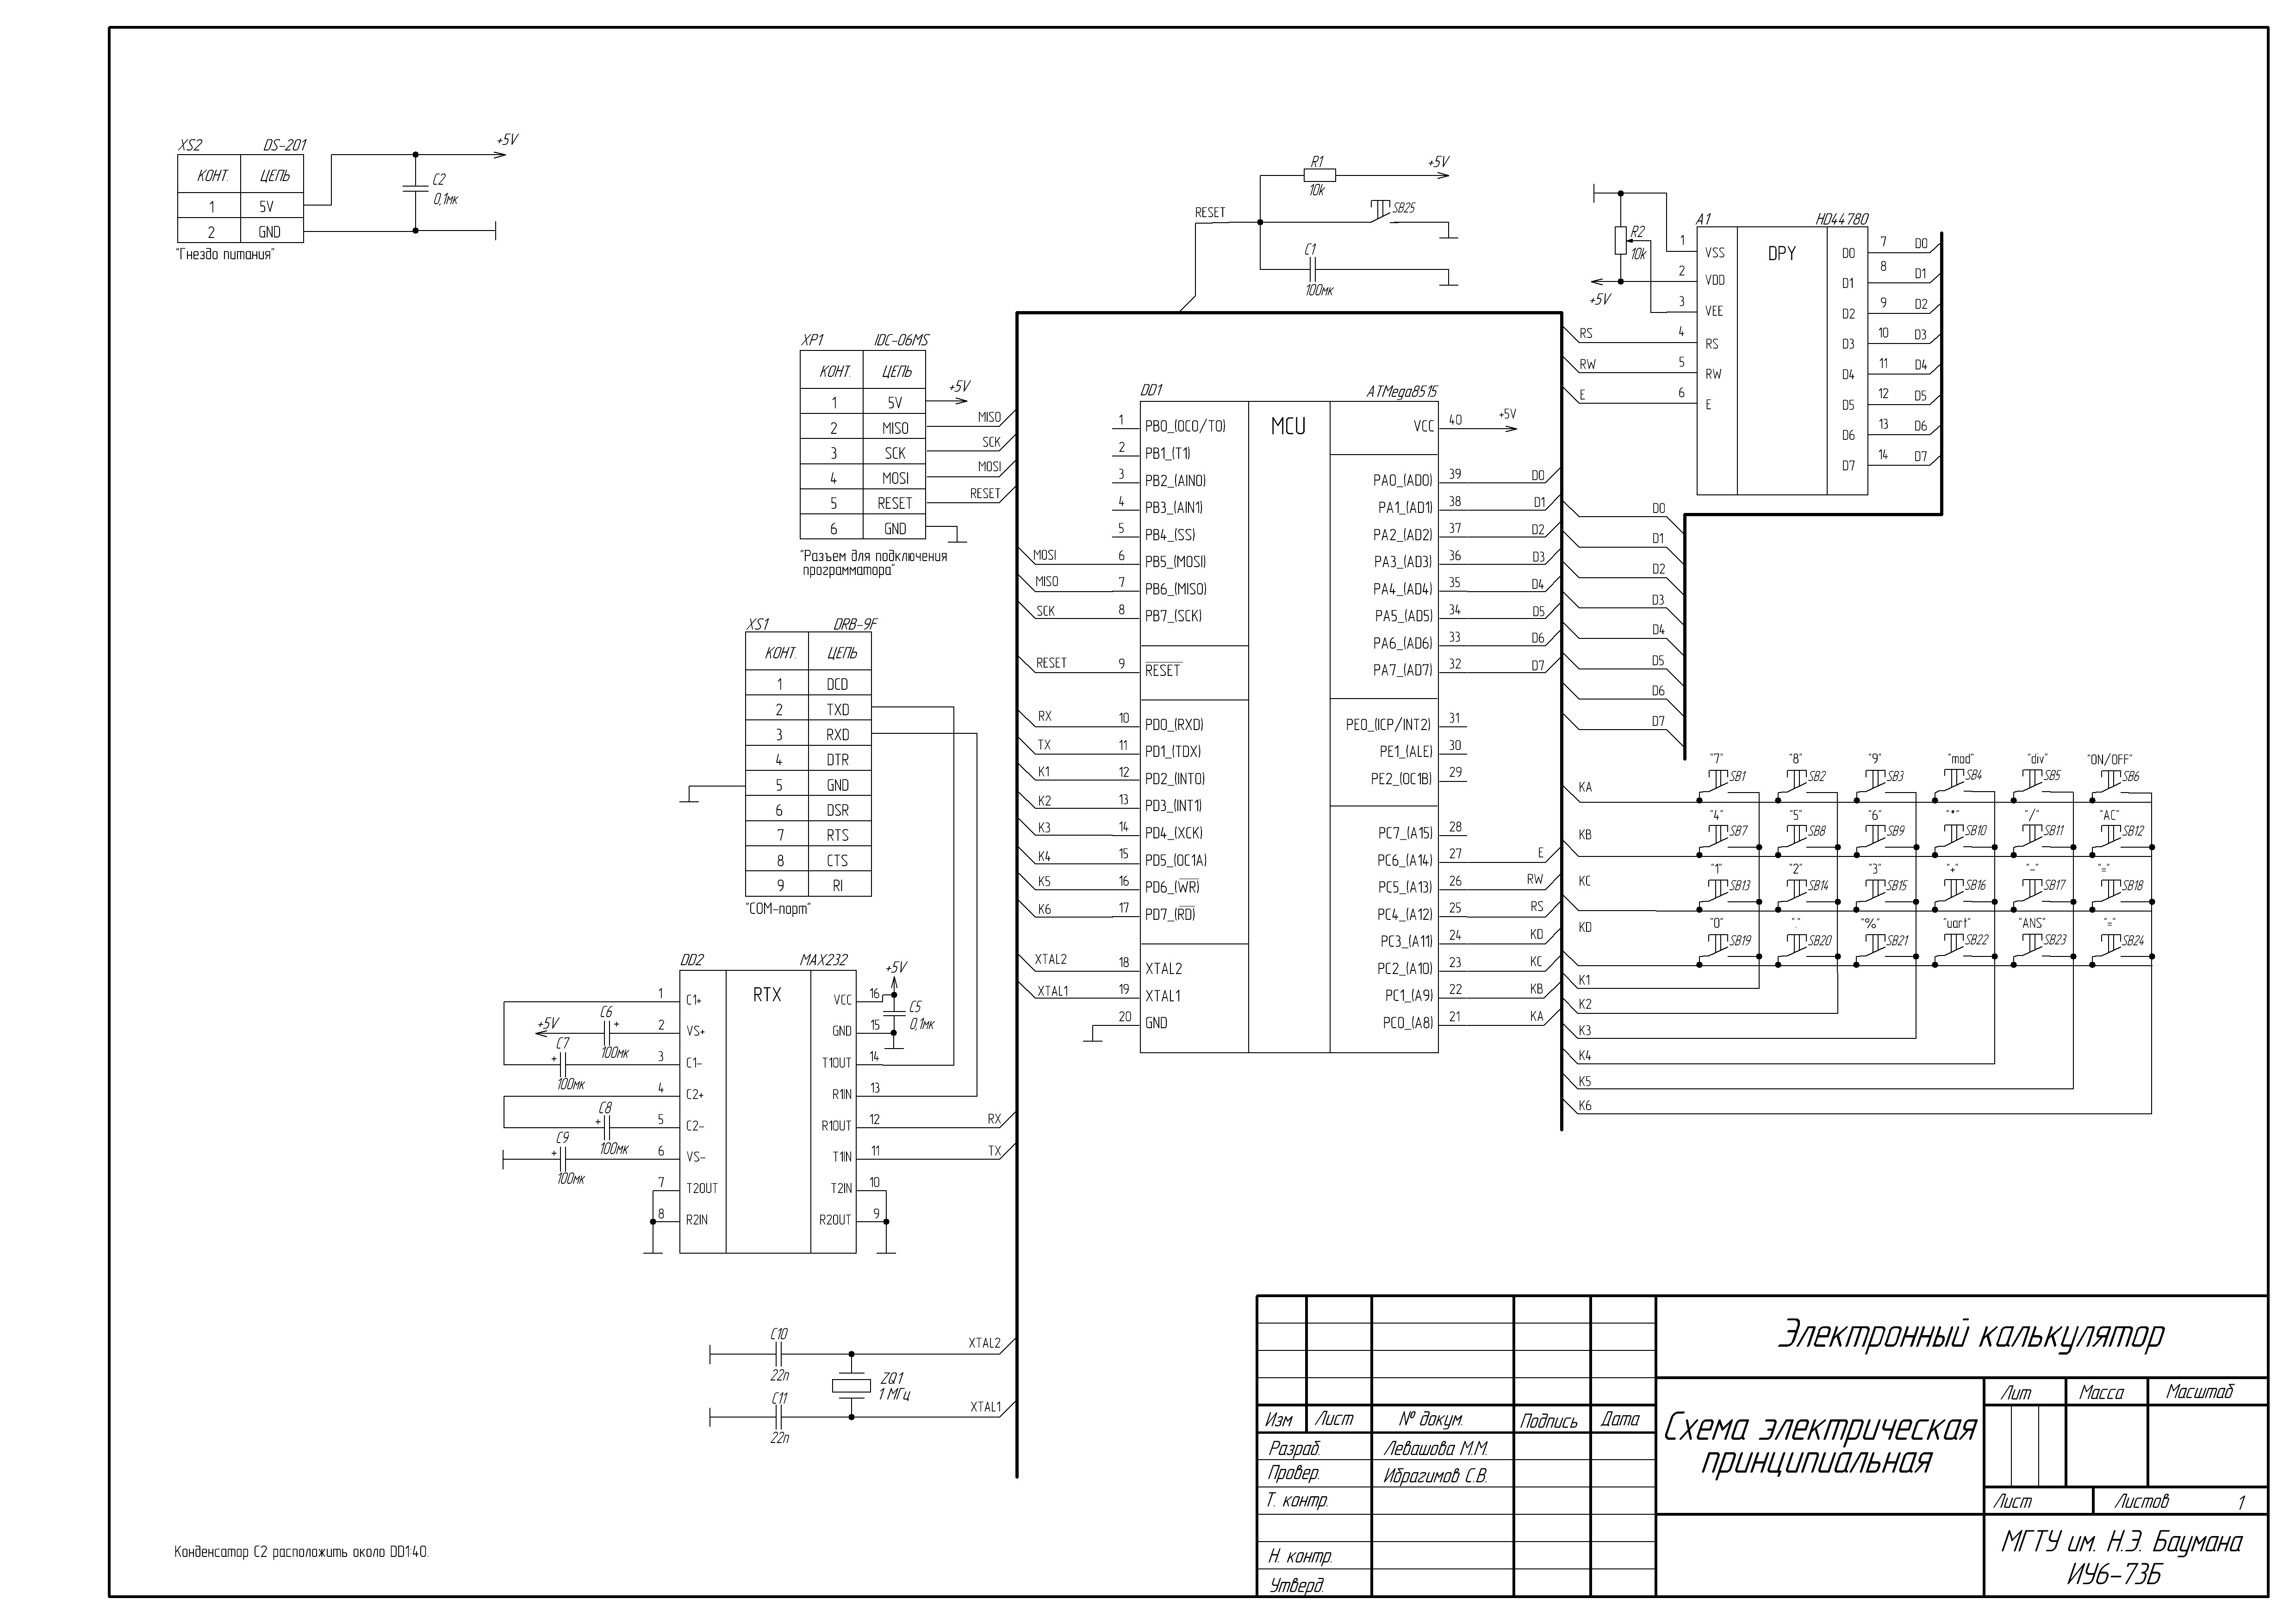 XS2 DS-201
КОНТ. ЦЕПЬ
1 5V
2 GND
"Гнездо питания"
+5V
C2
0,1мк
R1
10k
+5V
RESET
SB25
C1
100мк
XP1 IDC-06MS
КОНТ. ЦЕПЬ
1 5V
2 MISO
3 SCK
4 MOSI
5 RESET
6 GND
"Разъем для подключения
программатора"
+5V
MISO
SCK
MOSI
RESET
XS1 DRB-9F
КОНТ. ЦЕПЬ
1 DCD
2 TXD
3 RXD
4 DTR
5 GND
6 DSR
7 RTS
8 CTS
9 RI
"COM-порт"
DD2 MAX232
RTX
1 C1+
2 VS+
3 C1-
4 C2+
5 C2-
6 VS-
7 T2OUT
8 R2IN
VCC 16
GND 15
T1OUT 14
R1IN 13
R1OUT 12
T1IN 11
T2IN 10
R2OUT 9
+5V
C5
0,1мк
+5V
C6
+
100мк
C7
+
100мк
C8
+
100мк
C9
+
100мк
RX
TX
C10
22п
C11
22п
ZQ1
1 МГц
XTAL2
XTAL1
DD1 ATMega8515
MCU
1 PB0_(OC0/T0)
2 PB1_(T1)
3 PB2_(AIN0)
4 PB3_(AIN1)
5 PB4_(SS)
MOSI 6 PB5_(MOSI)
MISO 7 PB6_(MISO)
SCK 8 PB7_(SCK)
RESET 9 RESET
RX 10 PD0_(RXD)
TX 11 PD1_(TDX)
K1 12 PD2_(INT0)
K2 13 PD3_(INT1)
K3 14 PD4_(XCK)
K4 15 PD5_(OC1A)
K5 16 PD6_(WR)
K6 17 PD7_(RD)
XTAL2 18 XTAL2
XTAL1 19 XTAL1
20 GND
VCC 40 +5V
PA0_(AD0) 39 D0
PA1_(AD1) 38 D1
PA2_(AD2) 37 D2
PA3_(AD3) 36 D3
PA4_(AD4) 35 D4
PA5_(AD5) 34 D5
PA6_(AD6) 33 D6
PA7_(AD7) 32 D7
PE0_(ICP/INT2) 31
PE1_(ALE) 30
PE2_(OC1B) 29
PC7_(A15) 28
PC6_(A14) 27 E
PC5_(A13) 26 RW
PC4_(A12) 25 RS
PC3_(A11) 24 KD
PC2_(A10) 23 KC
PC1_(A9) 22 KB
PC0_(A8) 21 KA
A1 HD44780
DPY
R2
10k
+5V
1 VSS
2 VDD
3 VEE
RS 4 RS
RW 5 RW
E 6 E
D0 7 D0
D1 8 D1
D2 9 D2
D3 10 D3
D4 11 D4
D5 12 D5
D6 13 D6
D7 14 D7
D0
D1
D2
D3
D4
D5
D6
D7
"7" "8" "9" "mod" "div" "ON/OFF"
KA SB1 SB2 SB3 SB4 SB5 SB6
"4" "5" "6" "*" "/" "AC"
KB SB7 SB8 SB9 SB10 SB11 SB12
"1" "2" "3" "+" "-" "="
KC SB13 SB14 SB15 SB16 SB17 SB18
"0" "." "%" "uart" "ANS" "="
KD SB19 SB20 SB21 SB22 SB23 SB24
K1
K2
K3
K4
K5
K6
Конденсатор С2 расположить около DD1:40.
Электронный калькулятор
Схема электрическая
принципиальная
Лит Масса Масштаб
Изм Лист № докум. Подпись Дата
Разраб. Левашова М.М.
Провер. Ибрагимов С.В.
Т. контр.
Лист Листов 1
Н. контр.
Утверд.
МГТУ им. Н.Э. Баумана
ИУ6-73Б